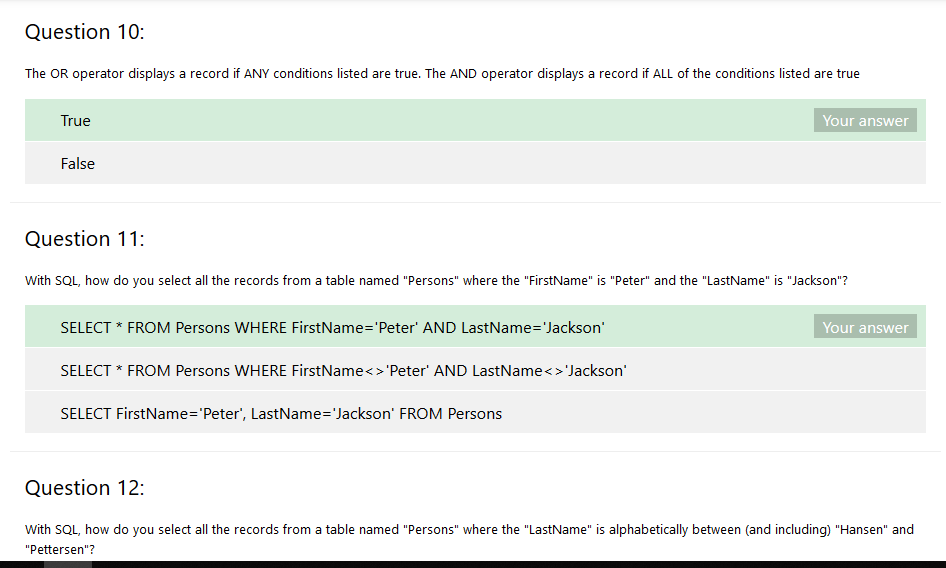 Question 10:
The OR operator displays a record if ANY conditions listed are true. The AND operator displays a record if ALL of the conditions listed are true
True
Your answer
False
Question 11:
With SQL, how do you select all the records from a table named "Persons" where the "FirstName" is "Peter" and the "LastName" is "Jackson"?
SELECT * FROM Persons WHERE FirstName='Peter' AND LastName='Jackson'
Your answer
SELECT * FROM Persons WHERE FirstName<>'Peter' AND LastName<>'Jackson'
SELECT FirstName='Peter', LastName='Jackson' FROM Persons
Question 12:
With SQL, how do you select all the records from a table named "Persons" where the "LastName" is alphabetically between (and including) "Hansen" and
"Pettersen"?